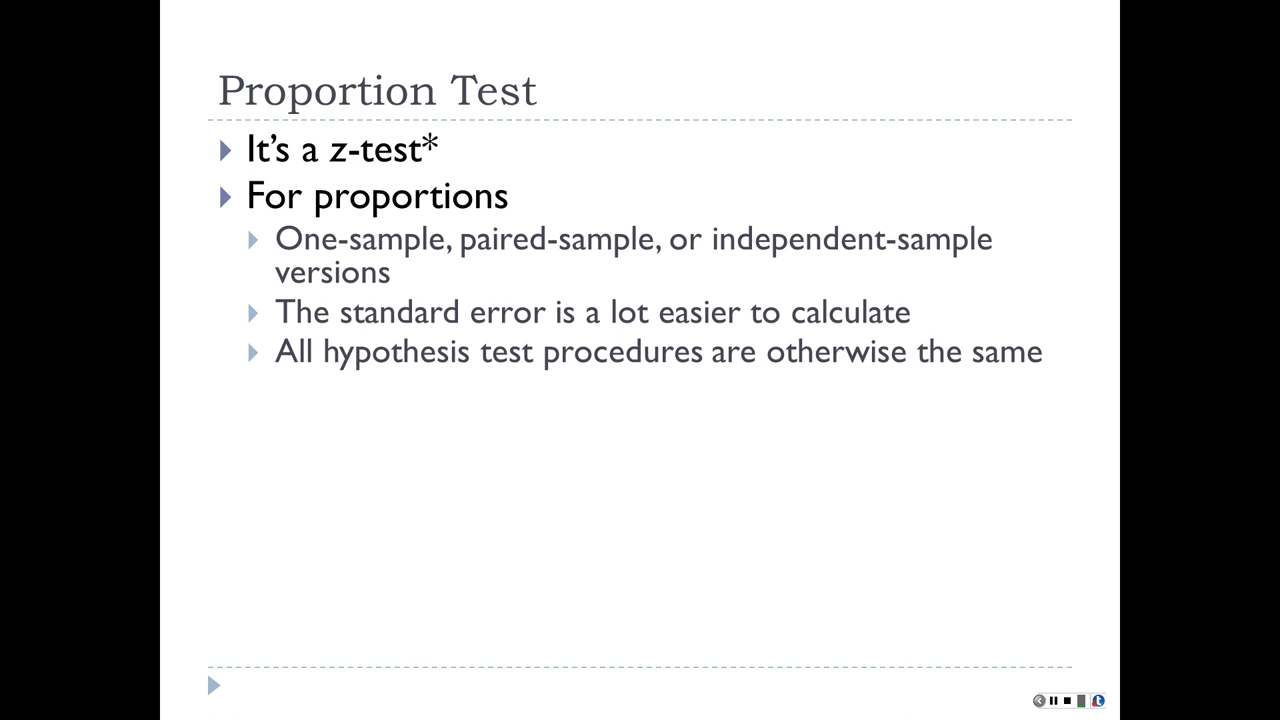 Proportion Test
It's a z-test*
For proportions
One-sample, paired-sample, or independent-sample
versions
The standard error is a lot easier to calculate
All hypothesis test procedures are otherwise the same